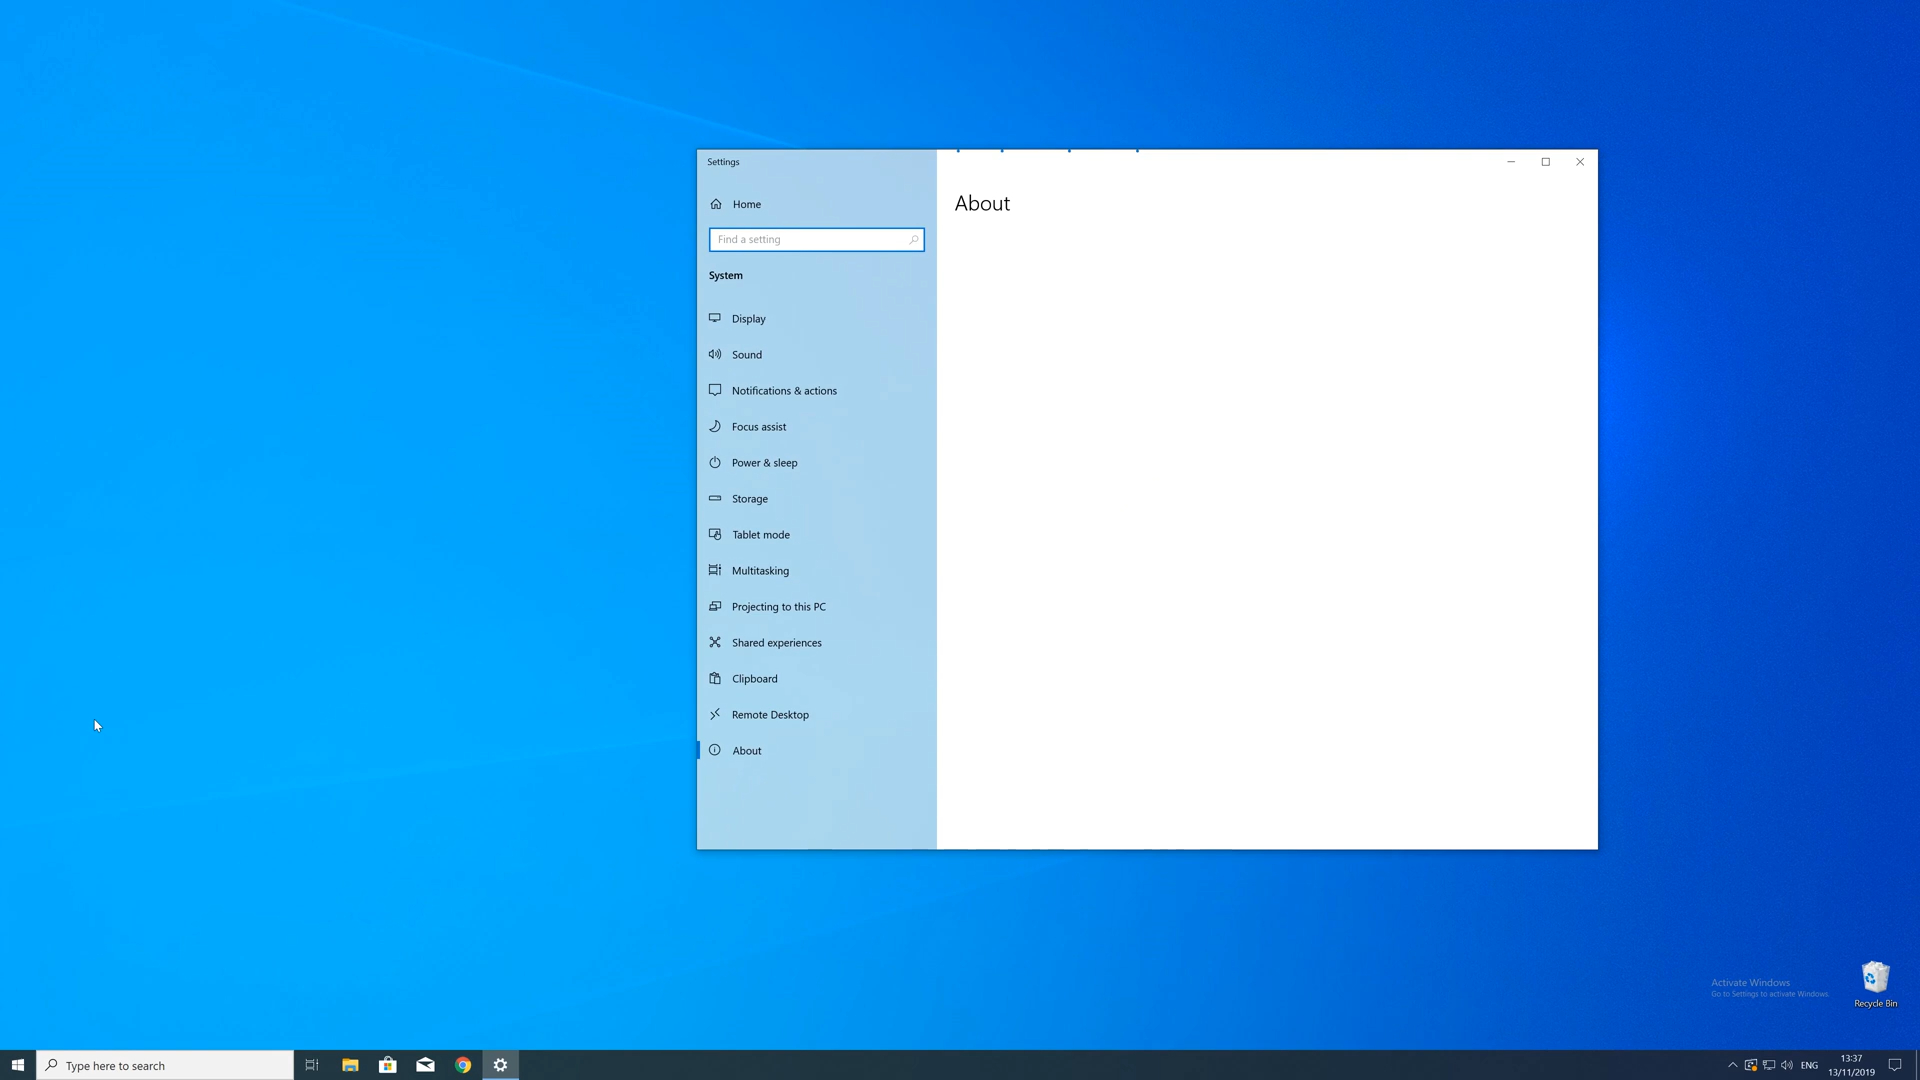 Settings
Home
Find a setting
System
Display
Sound
Notifications & actions
Focus assist
Power & sleep
Storage
Tablet mode
Multitasking
Projecting to this PC
Shared experiences
Clipboard
Remote Desktop
About
About
Activate Windows
Go to Settings to activate Windows.
Recycle Bin
Type here to search
ENG
13:37
13/11/2019